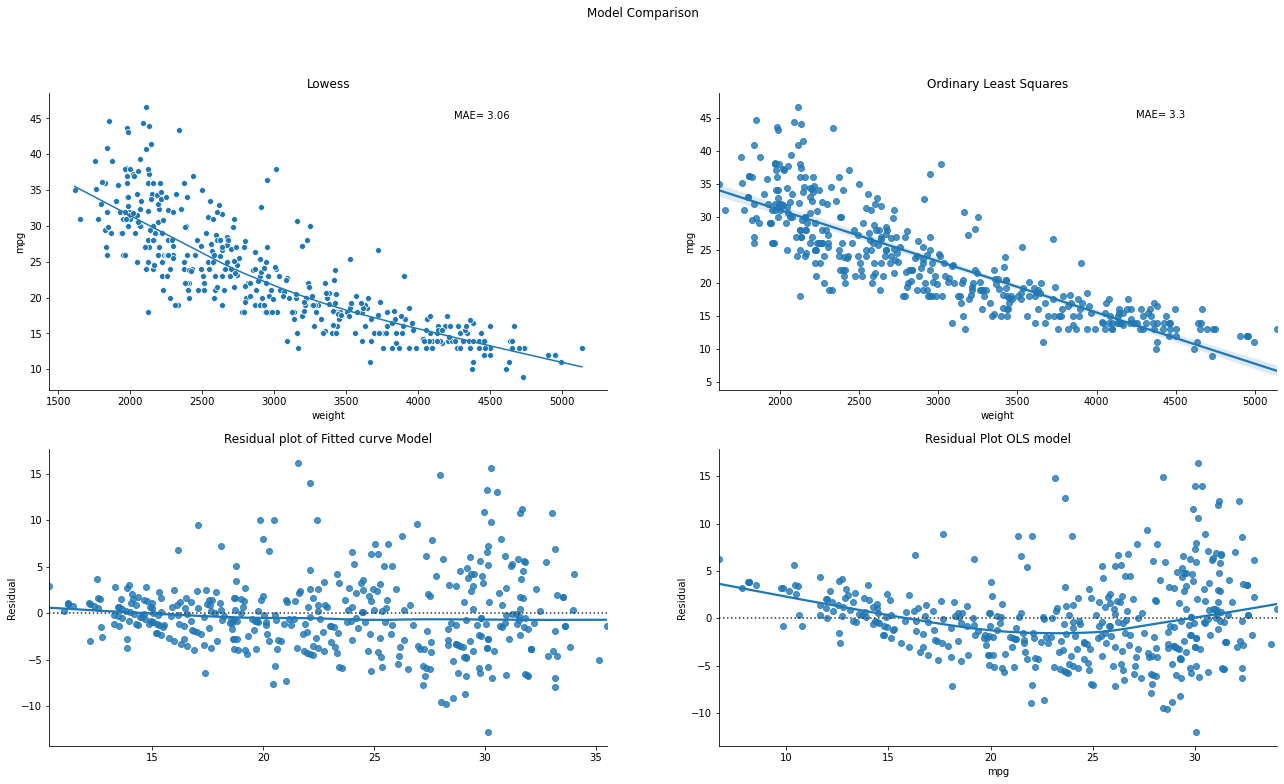 Model Comparison
Lowess
MAE= 3.06
45
40
35
30
25
20
15
10
mpg
1500 2000 2500 3000 3500 4000 4500 5000
weight
Ordinary Least Squares
MAE= 3.3
45
40
35
30
25
20
15
10
5
mpg
2000 2500 3000 3500 4000 4500 5000
weight
Residual plot of Fitted curve Model
15
10
5
0
−5
−10
Residual
15 20 25 30 35
Residual Plot OLS model
15
10
5
0
−5
−10
Residual
10 15 20 25 30
mpg